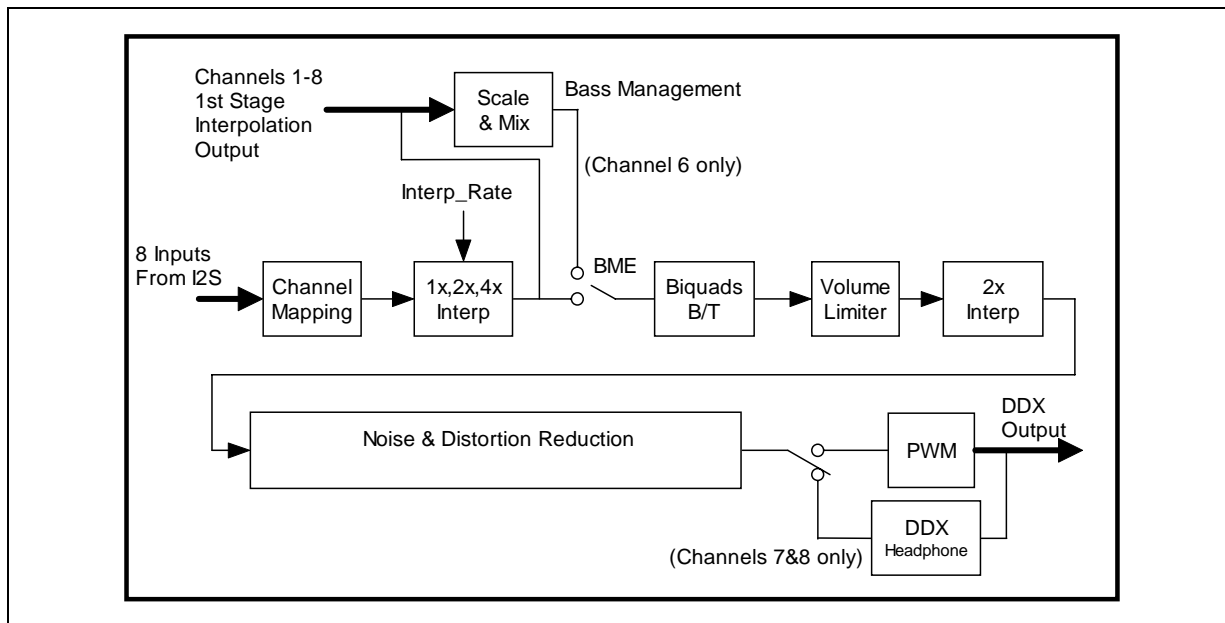 Channels 1-8
1st Stage
Interpolation
Output
Scale
& Mix
Bass Management
(Channel 6 only)
Interp_Rate
8 Inputs
From I2S
Channel
Mapping
1x,2x,4x
Interp
BME
Biquads
B/T
Volume
Limiter
2x
Interp
Noise & Distortion Reduction
PWM
DDX
Output
DDX
Headphone
(Channels 7&8 only)